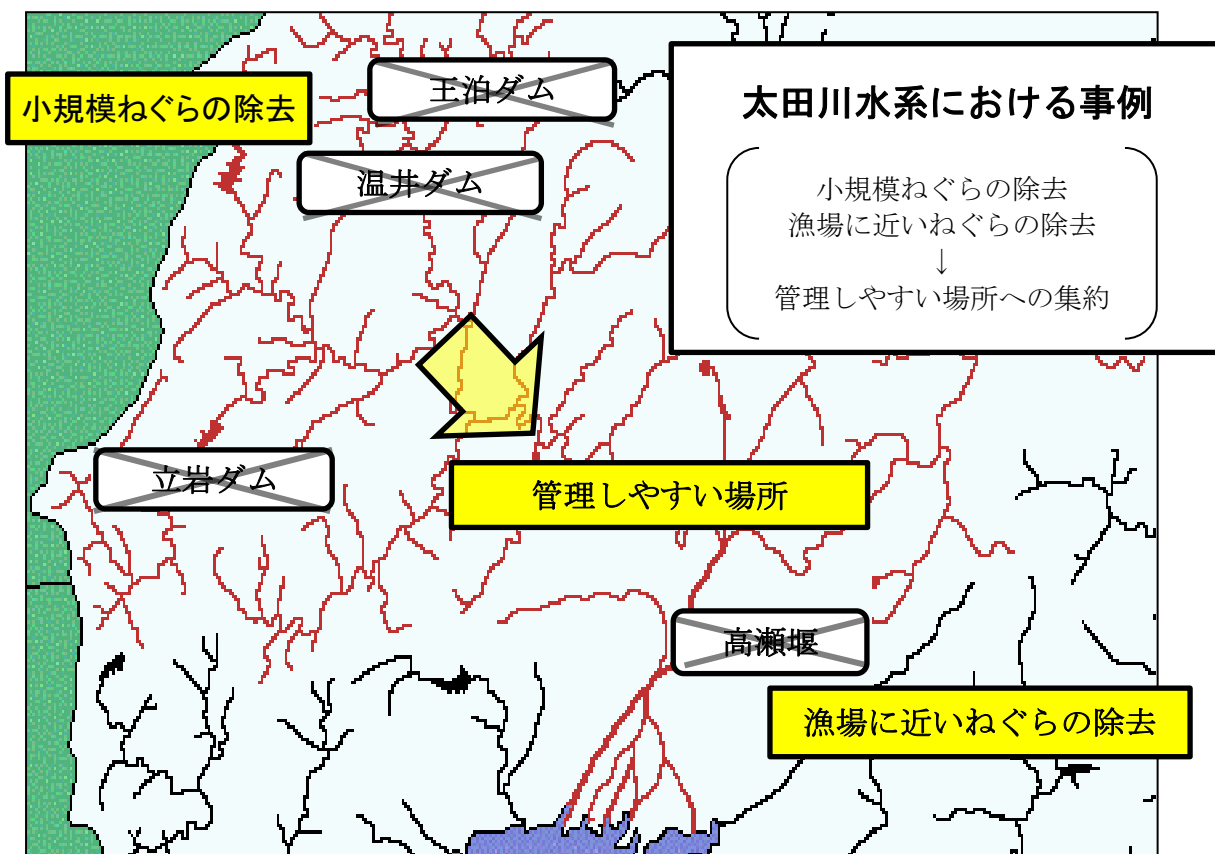 小規模ねぐらの除去
王泊ダム
温井ダム
太田川水系における事例
小規模ねぐらの除去
漁場に近いねぐらの除去
↓
管理しやすい場所への集約
立岩ダム
管理しやすい場所
高瀬堰
漁場に近いねぐらの除去